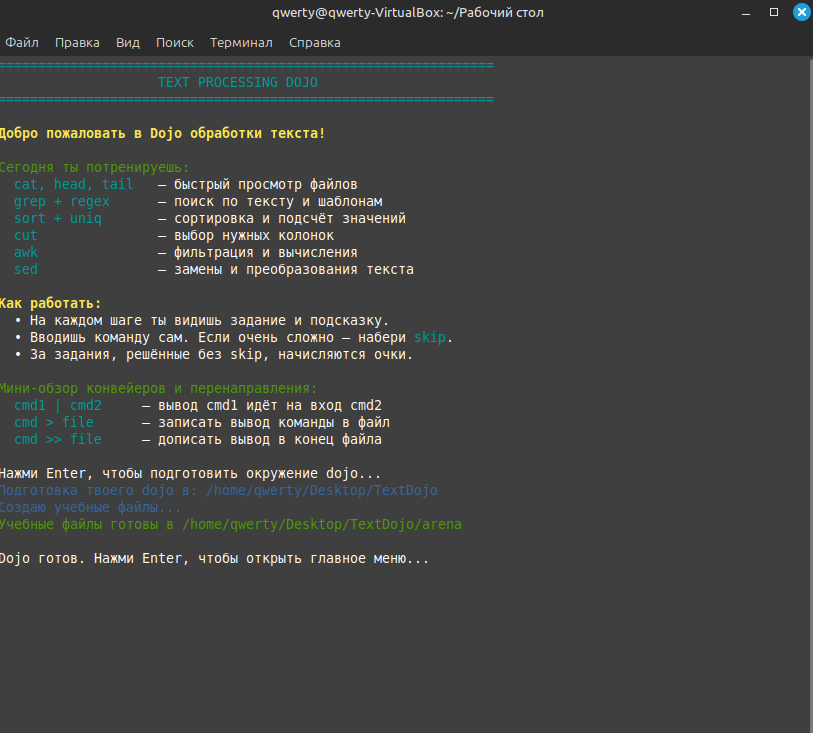 qwerty@qwerty-VirtualBox: ~/Рабочий стол
Файл Правка Вид Поиск Терминал Справка
==============================================================
TEXT PROCESSING DOJO
==============================================================
Добро пожаловать в Dojo обработки текста!
Сегодня ты потренируешь:
cat, head, tail — быстрый просмотр файлов
grep + regex — поиск по тексту и шаблонам
sort + uniq — сортировка и подсчёт значений
cut — выбор нужных колонок
awk — фильтрация и вычисления
sed — замены и преобразования текста
Как работать:
• На каждом шаге ты видишь задание и подсказку.
• Вводишь команду сам. Если очень сложно — набери skip.
• За задания, решённые без skip, начисляются очки.
Мини-обзор конвейеров и перенаправления:
cmd1 | cmd2 — вывод cmd1 идёт на вход cmd2
cmd > file — записать вывод команды в файл
cmd >> file — дописать вывод в конец файла
Нажми Enter, чтобы подготовить окружение dojo...
Подготовка твоего dojo в: /home/qwerty/Desktop/TextDojo
Создаю учебные файлы...
Учебные файлы готовы в /home/qwerty/Desktop/TextDojo/arena
Dojo готов. Нажми Enter, чтобы открыть главное меню...